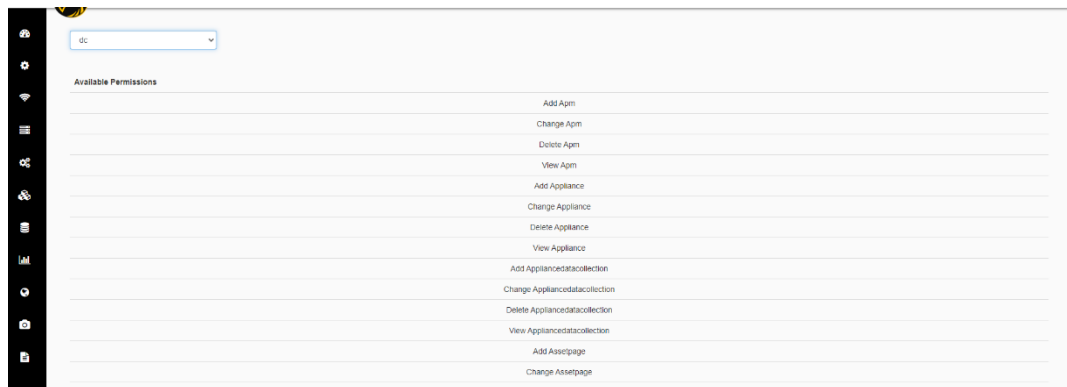 dc
Available Permissions
Add Apm
Change Apm
Delete Apm
View Apm
Add Appliance
Change Appliance
Delete Appliance
View Appliance
Add Appliancedatacollection
Change Appliancedatacollection
Delete Appliancedatacollection
View Appliancedatacollection
Add Assetpage
Change Assetpage